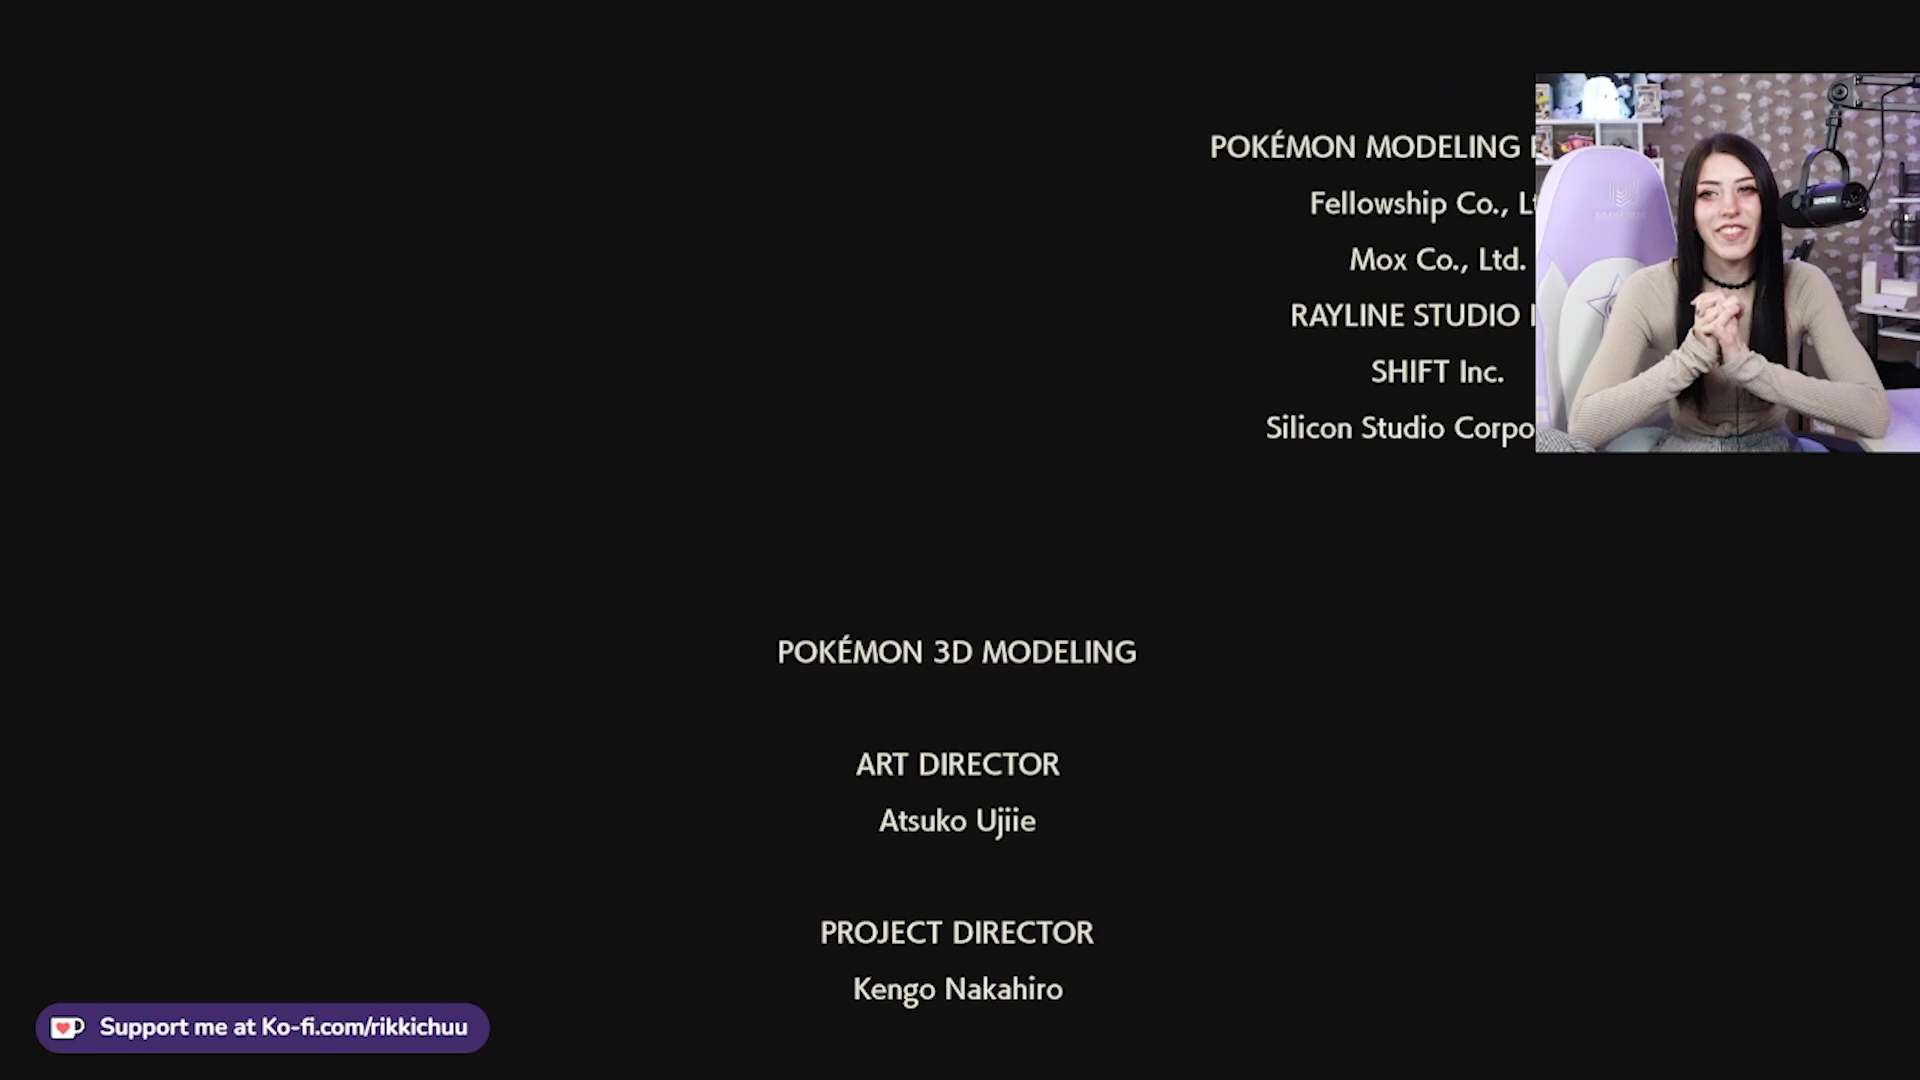 POKÉMON MODELING
Fellowship Co.,
Mox Co., Ltd.
RAYLINE STUDIO
SHIFT Inc.
Silicon Studio
POKÉMON 3D MODELING
ART DIRECTOR
Atsuko Ujiie
PROJECT DIRECTOR
Kengo Nakahiro
Support me at Ko-fi.com/rikkichuu